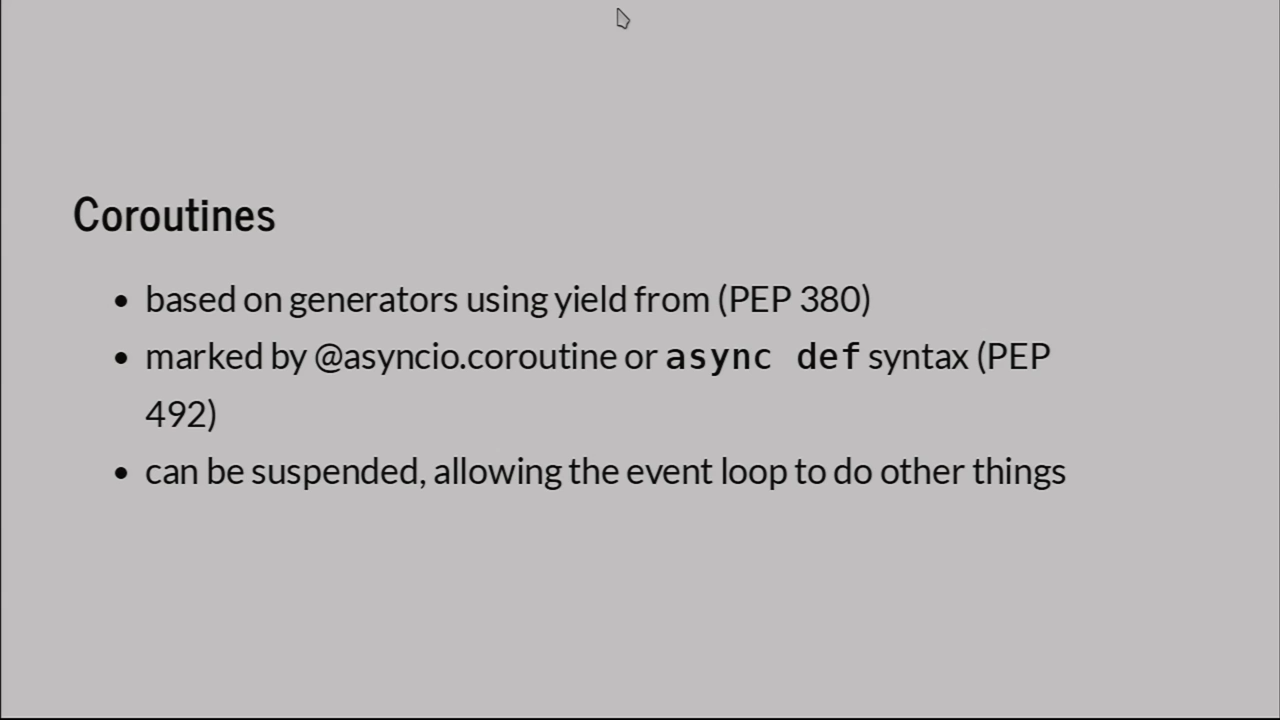 Coroutines
• based on generators using yield from (PEP 380)
• marked by @asyncio.coroutine or async def syntax (PEP
492)
• can be suspended, allowing the event loop to do other things